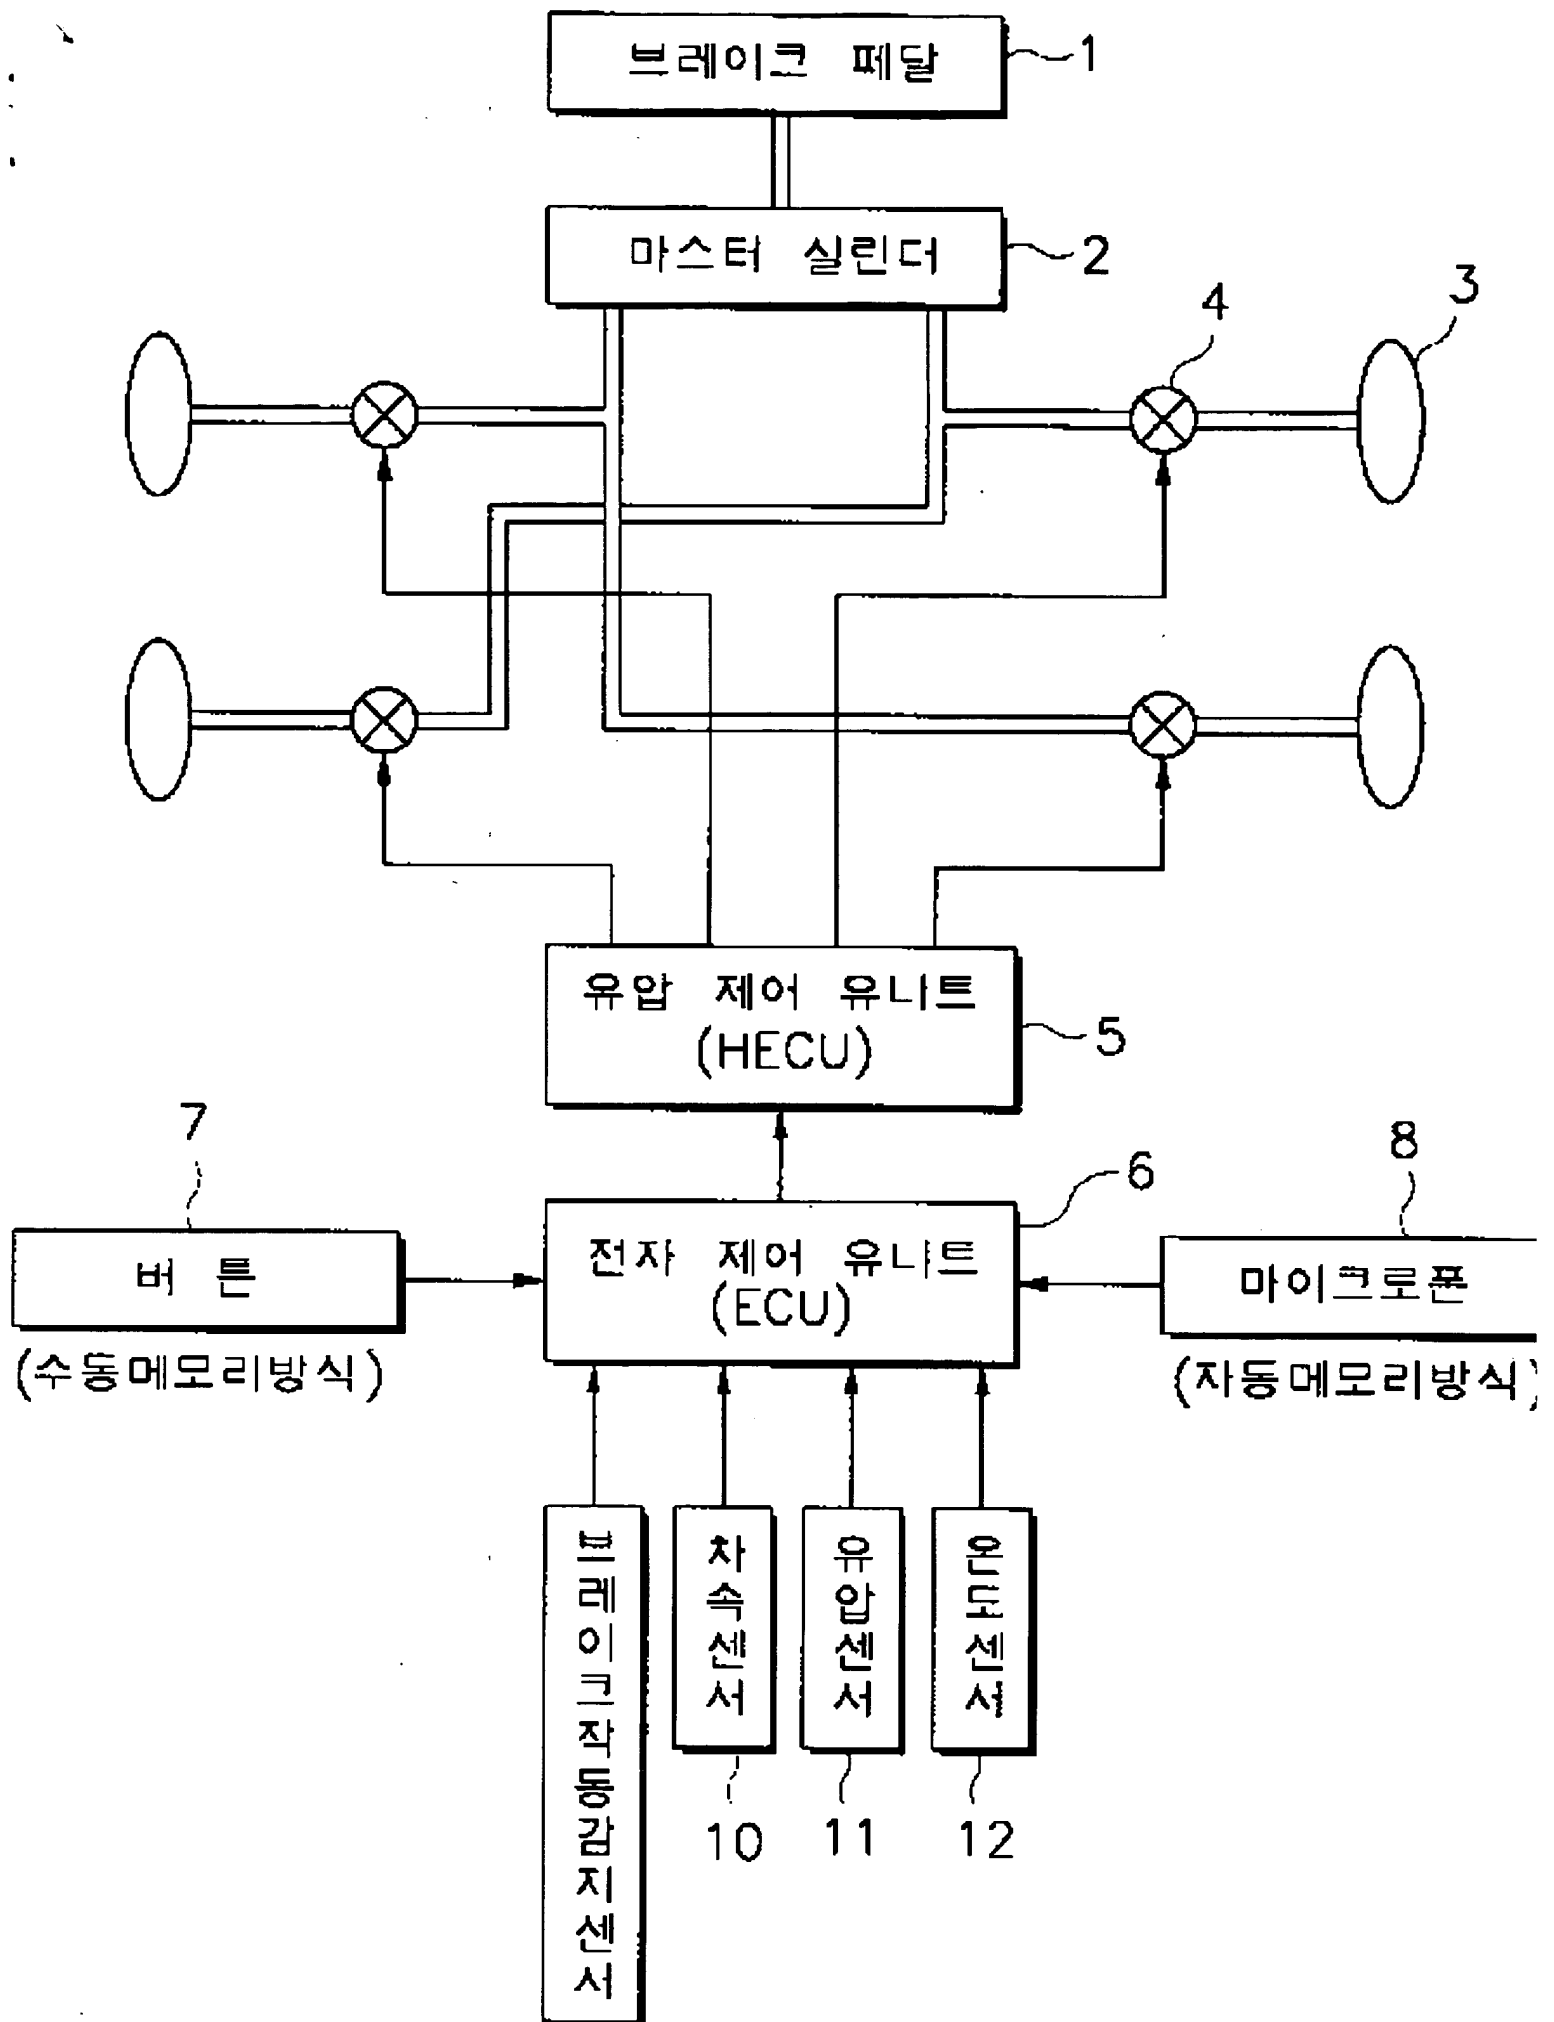 브레이크 페달
1
마스터 실린더
2
3
4
유압 제어 유니트
(HECU)
5
7
8
6
버튼
전자 제어 유니트
(ECU)
마이크로폰
(수동메모리방식)
(자동메모리방식)
브레이크작동감지센서
차속센서
유압센서
온도센서
10
11
12